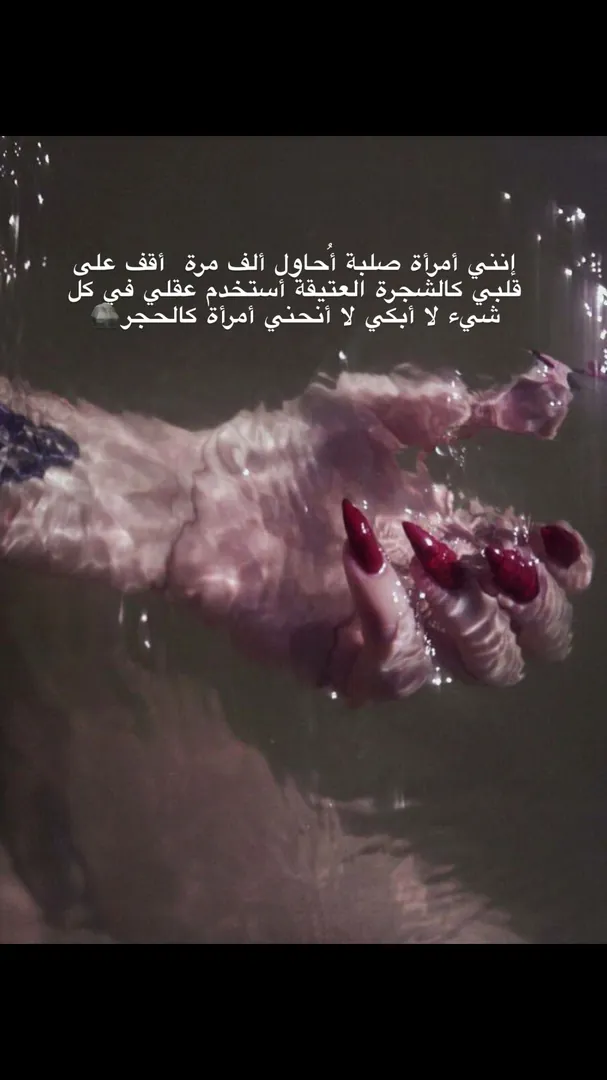 إنني أمرأة صلبة أُحاول ألف مرة  أقف على
قلبي كالشجرة العتيقة أستخدم عقلي في كل
شيء لا أبكي لا أنحني أمرأة كالحجر🪨